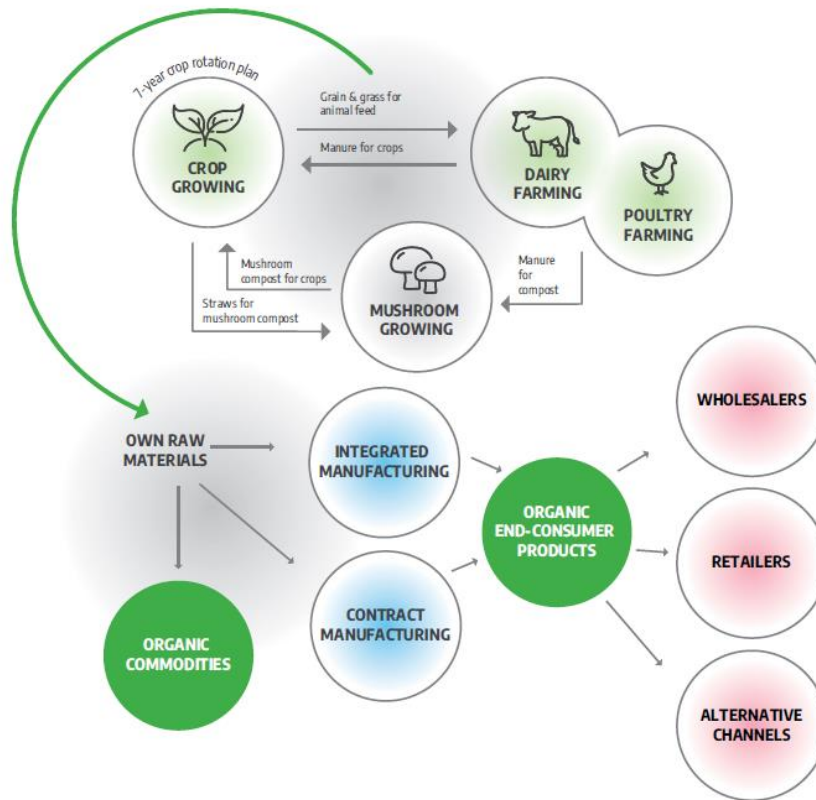 7-year crop rotation plan
Grain & grass for
animal feed
Manure for crops
CROP
GROWING
DAIRY
FARMING
POULTRY
FARMING
Mushroom
compost for crops
Straws for
mushroom compost
MUSHROOM
GROWING
Manure
for
compost
OWN RAW
MATERIALS
INTEGRATED
MANUFACTURING
CONTRACT
MANUFACTURING
ORGANIC
COMMODITIES
ORGANIC
END-CONSUMER
PRODUCTS
WHOLESALERS
RETAILERS
ALTERNATIVE
CHANNELS